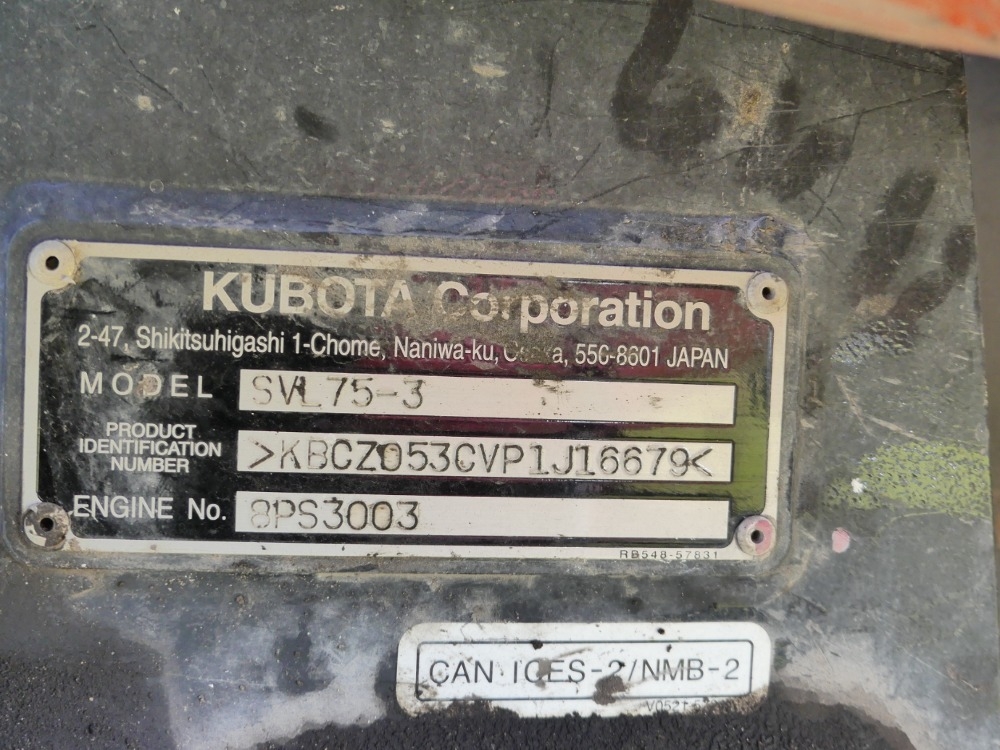 KUBOTA Corporation
2-47, Shikitsuhigashi 1-Chome, Naniwa-ku, 556-8601 JAPAN
MODEL SVL75-3
PRODUCT IDENTIFICATION NUMBER >KBCZ053CVP1J16679<
ENGINE No. 8PS3003
RB548-57831
CAN ICES-2/NMB-2